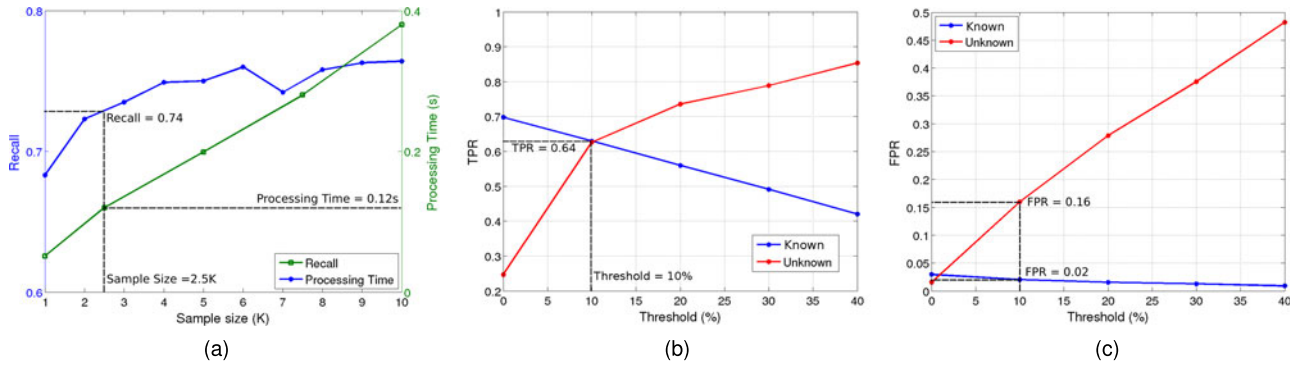 0.8
0.7
0.6
Recall
0.4
0.2
0
Processing Time (s)
Recall = 0.74
Processing Time = 0.12s
Sample Size =2.5K
Recall
Processing Time
1 2 3 4 5 6 7 8 9 10
Sample size (K)
(a)
1
0.9
0.8
0.7
0.6
0.5
0.4
0.3
0.2
TPR
TPR = 0.64
Threshold = 10%
Known
Unknown
0 5 10 15 20 25 30 35 40
Threshold (%)
(b)
0.5
0.45
0.4
0.35
0.3
0.25
0.2
0.15
0.1
0.05
0
FPR
Known
Unknown
FPR = 0.16
FPR = 0.02
0 5 10 15 20 25 30 35 40
Threshold (%)
(c)